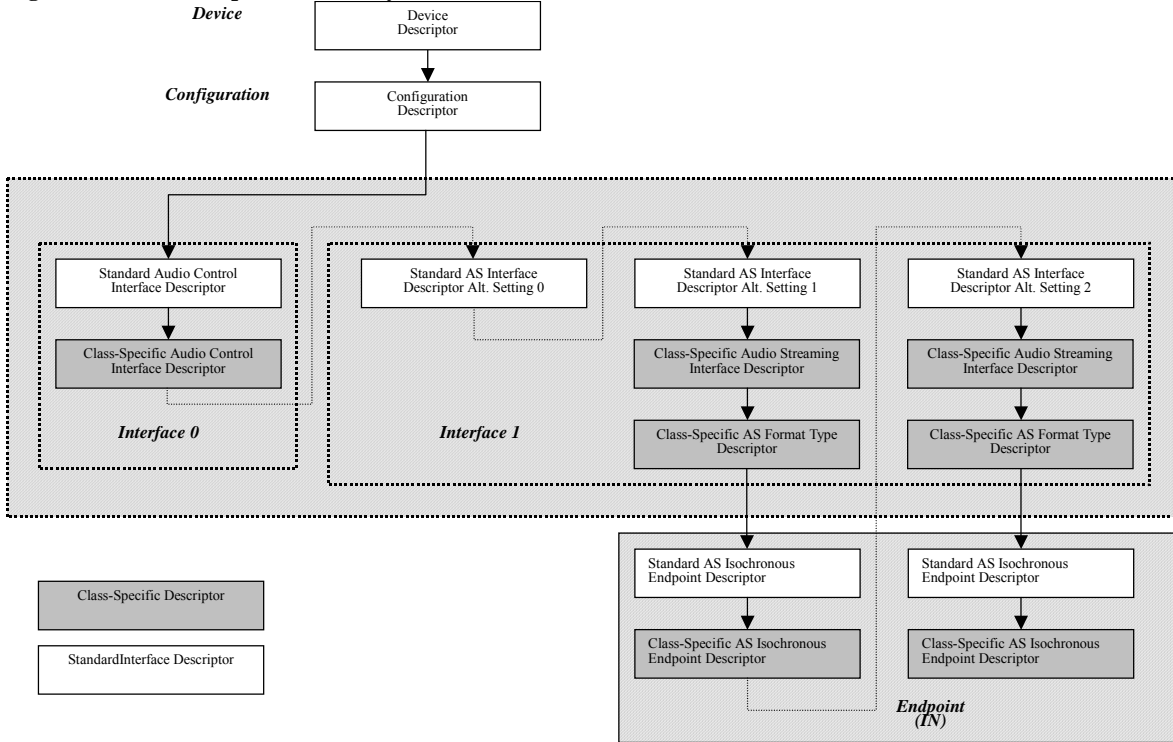 Device
Device
Descriptor
Configuration
Configuration
Descriptor
Standard Audio Control
Interface Descriptor
Standard AS Interface
Descriptor Alt. Setting 0
Standard AS Interface
Descriptor Alt. Setting 1
Standard AS Interface
Descriptor Alt. Setting 2
Class-Specific Audio Control
Interface Descriptor
Class-Specific Audio Streaming
Interface Descriptor
Class-Specific Audio Streaming
Interface Descriptor
Interface 0
Interface 1
Class-Specific AS Format Type
Descriptor
Class-Specific AS Format Type
Descriptor
Standard AS Isochronous
Endpoint Descriptor
Standard AS Isochronous
Endpoint Descriptor
Class-Specific Descriptor
Class-Specific AS Isochronous
Endpoint Descriptor
Class-Specific AS Isochronous
Endpoint Descriptor
StandardInterface Descriptor
Endpoint
(IN)